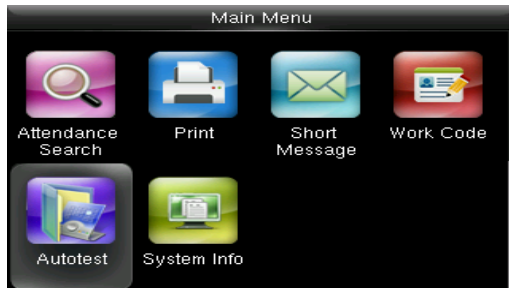 Main Menu
Attendance
Search
Print
Short
Message
Work Code
Autotest
System Info